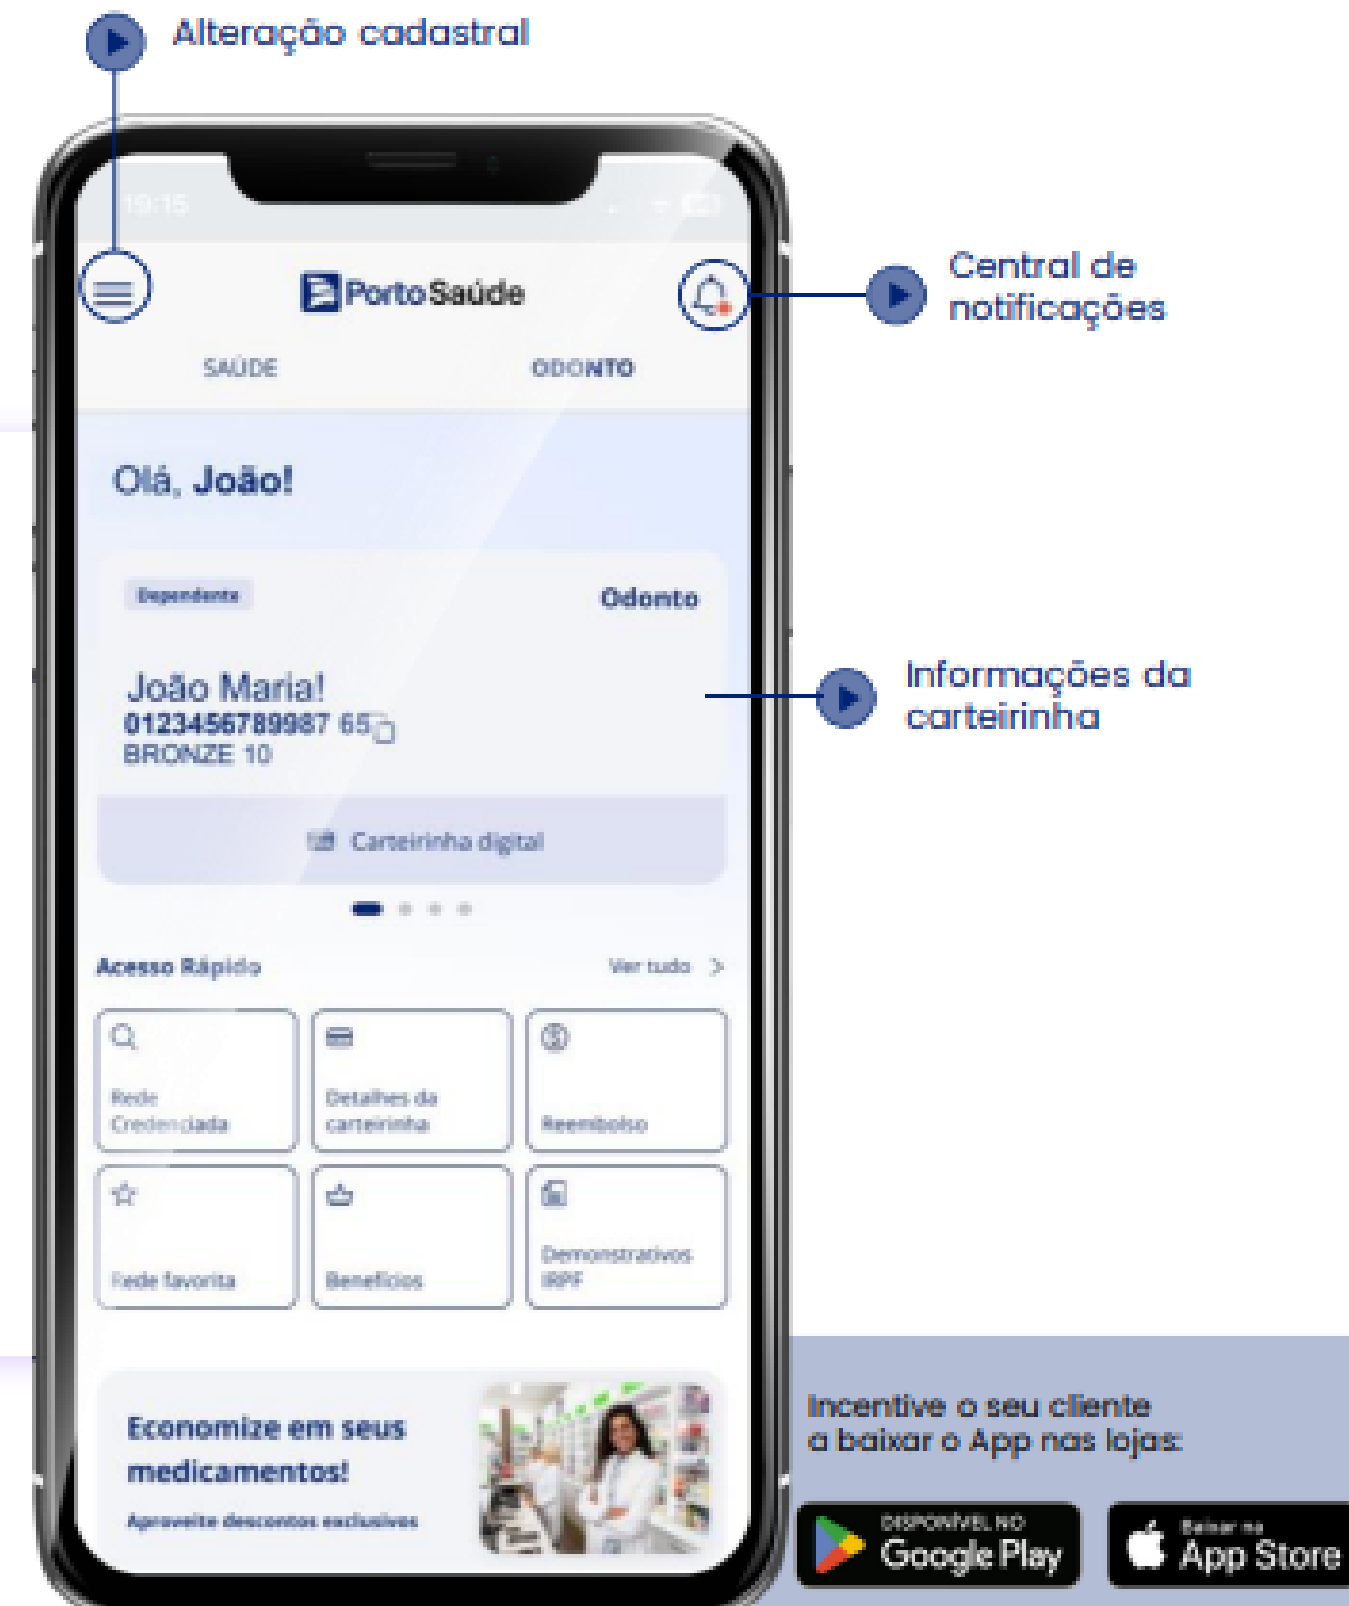 Alteração cadastral
19:15
Porto Saúde
Central de
notificações
SAÚDE
ODONTO
Olá, João!
Dependente
Odonto
João Maria!
0123456789987 65
BRONZE 10
Informações da
carteirinha
Carteirinha digital
Acesso Rápido
Ver tudo >
Rede
Credenciada
Detalhes da
carteirinha
Reembolso
Rede favorita
Benefícios
Demonstrativos
IRPF
Economize em seus
medicamentos!
Aproveite descontos exclusivos
Incentive o seu cliente
a baixar o App nas lojas:
DISPONÍVEL NO
Google Play
Baixar na
App Store